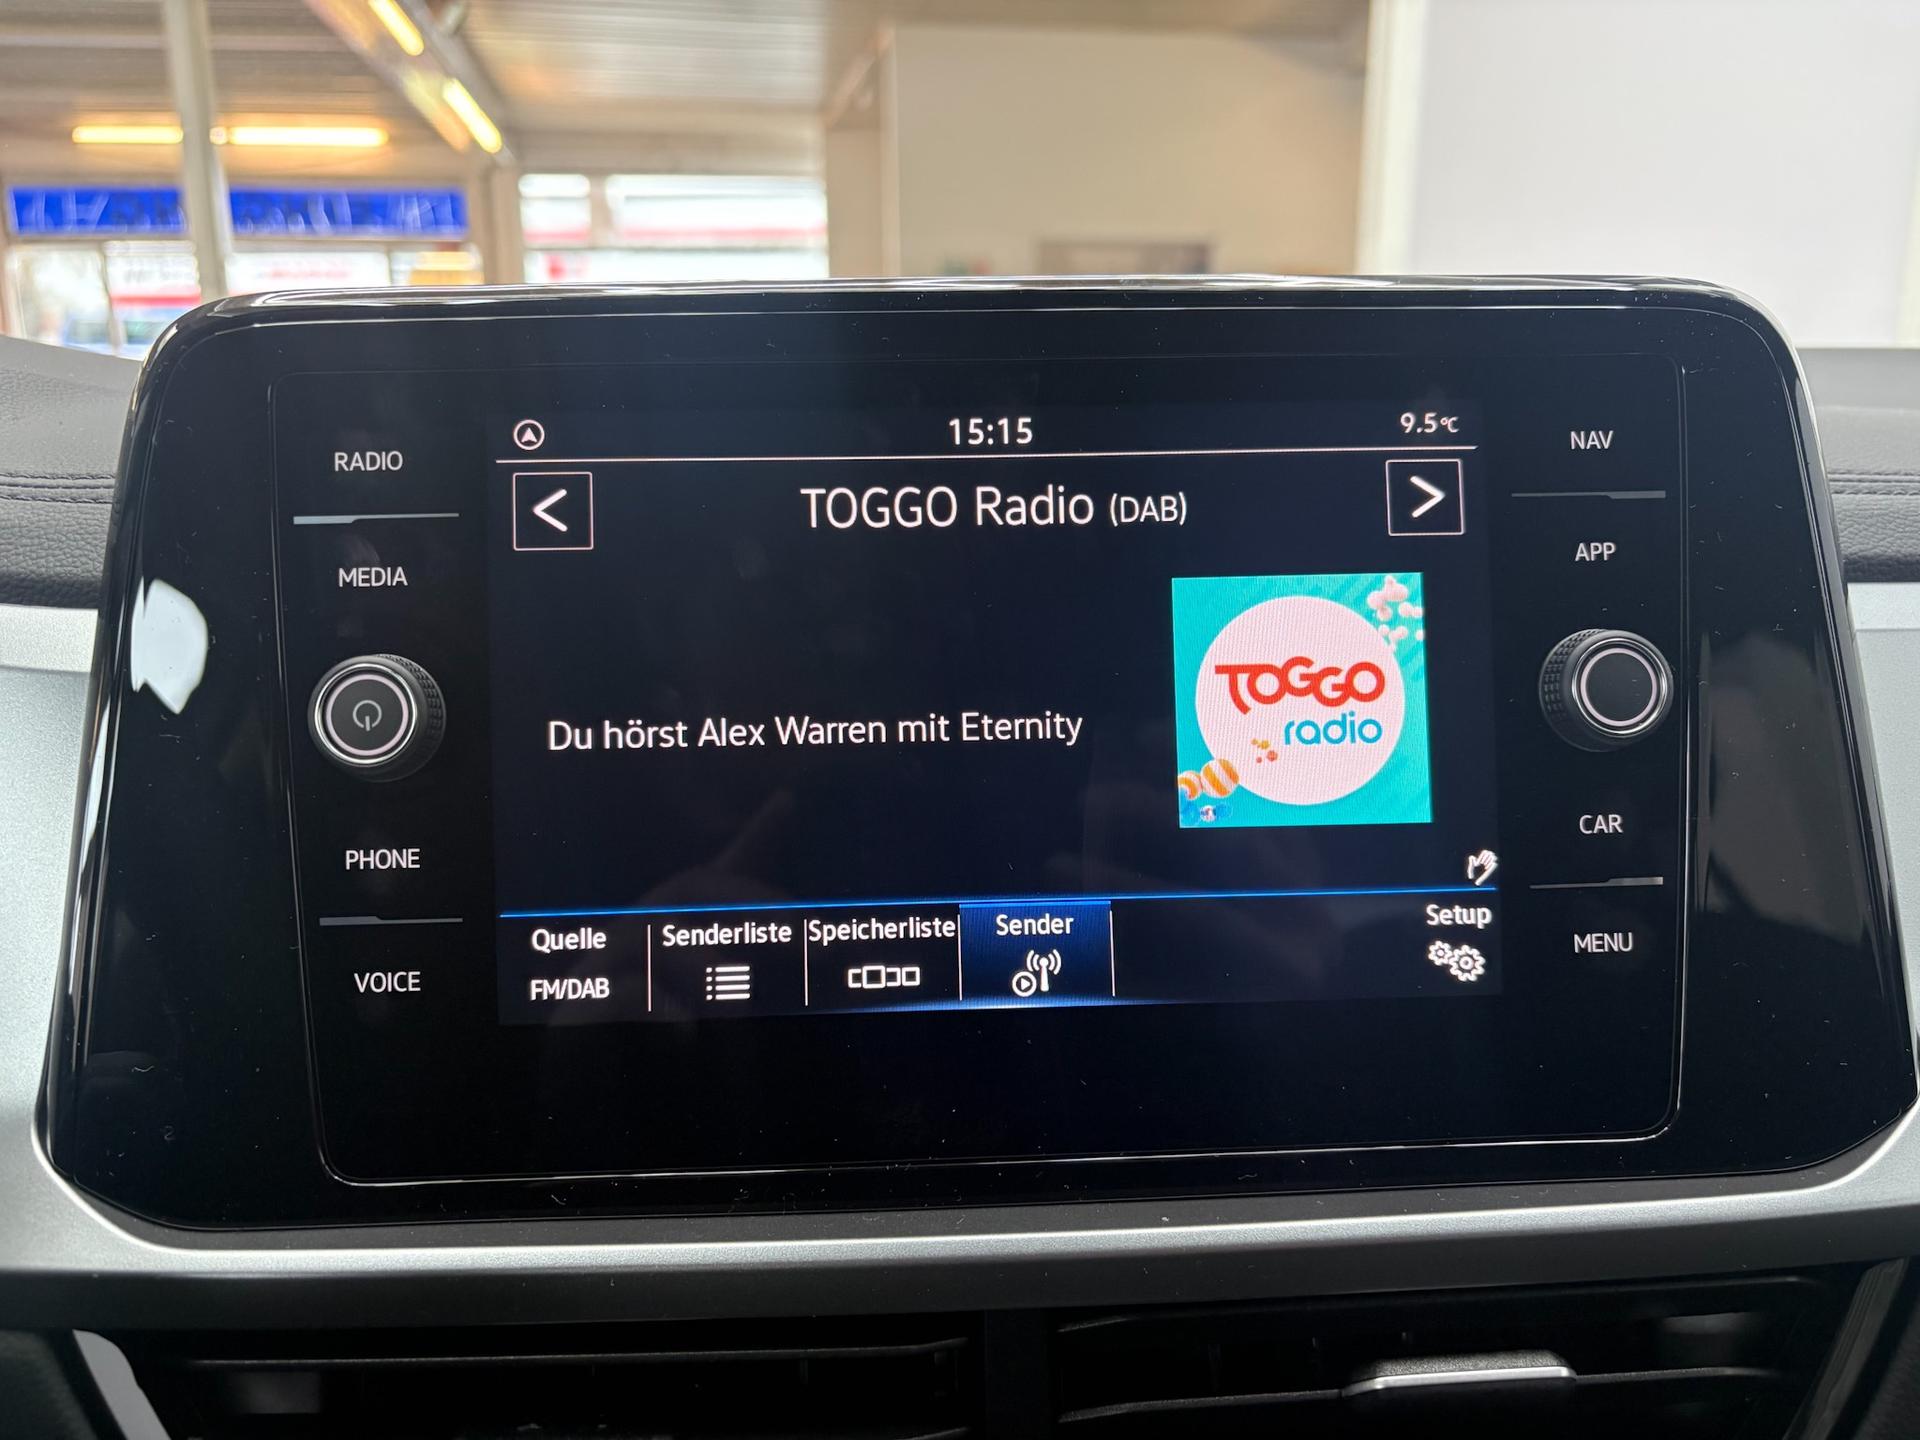 15:15
9.5°C
RADIO
MEDIA
PHONE
VOICE
<
TOGGO Radio (DAB)
>
Du hörst Alex Warren mit Eternity
TOGGO
radio
Quelle
FM/DAB
Senderliste
Speicherliste
Sender
Setup
NAV
APP
CAR
MENU